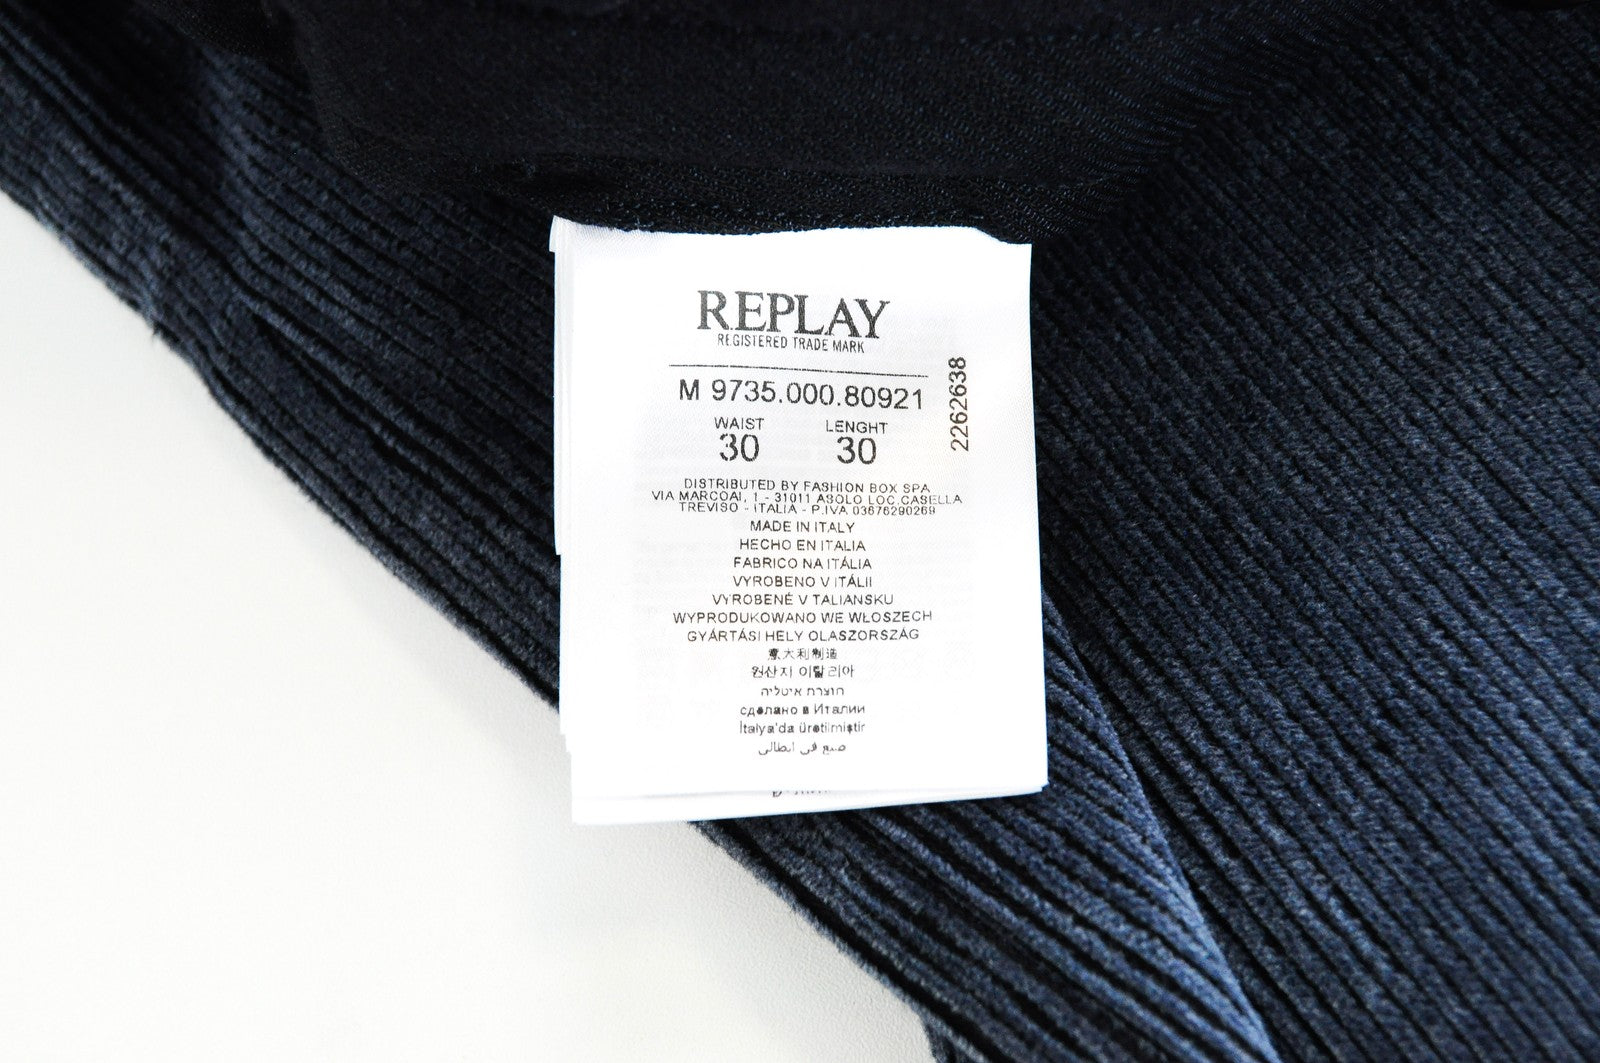 REPLAY
REGISTERED TRADE MARK
M 9735.000.80921
WAIST LENGHT
30 30
2262638
DISTRIBUTED BY FASHION BOX SPA
VIA MARCOAI, 1 - 31011 ASOLO LOC.CASELLA
TREVISO - ITALIA - P.IVA 03676290269
MADE IN ITALY
HECHO EN ITALIA
FABRICO NA ITÁLIA
VYROBENO V ITÁLII
VYROBENÉ V TALIANSKU
WYPRODUKOWANO WE WŁOSZECH
GYÁRTÁSI HELY OLASZORSZÁG
意大利制造
원산지 이탈리아
תוצרת איטליה
сделано в Италии
İtalya'da üretilmiştir
صنع في ايطالي